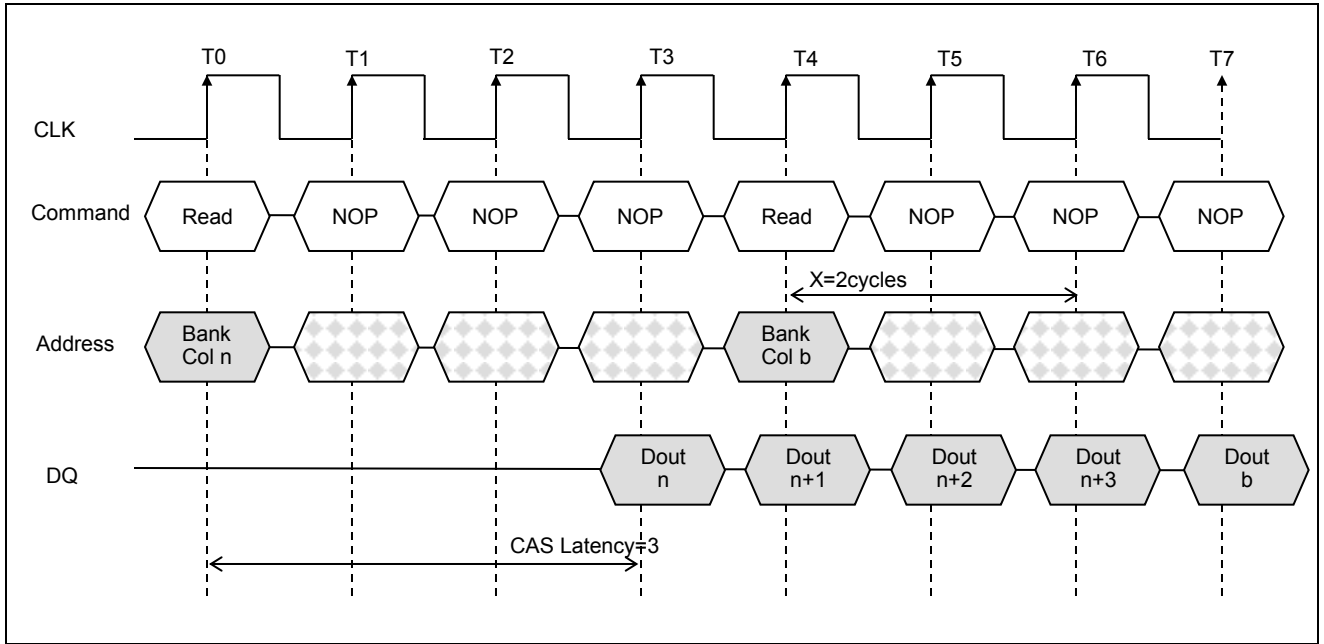 T0 T1 T2 T3 T4 T5 T6 T7
CLK
Command Read NOP NOP NOP Read NOP NOP NOP
X=2cycles
Address Bank Col n Bank Col b
DQ Dout n Dout n+1 Dout n+2 Dout n+3 Dout b
CAS Latency=3